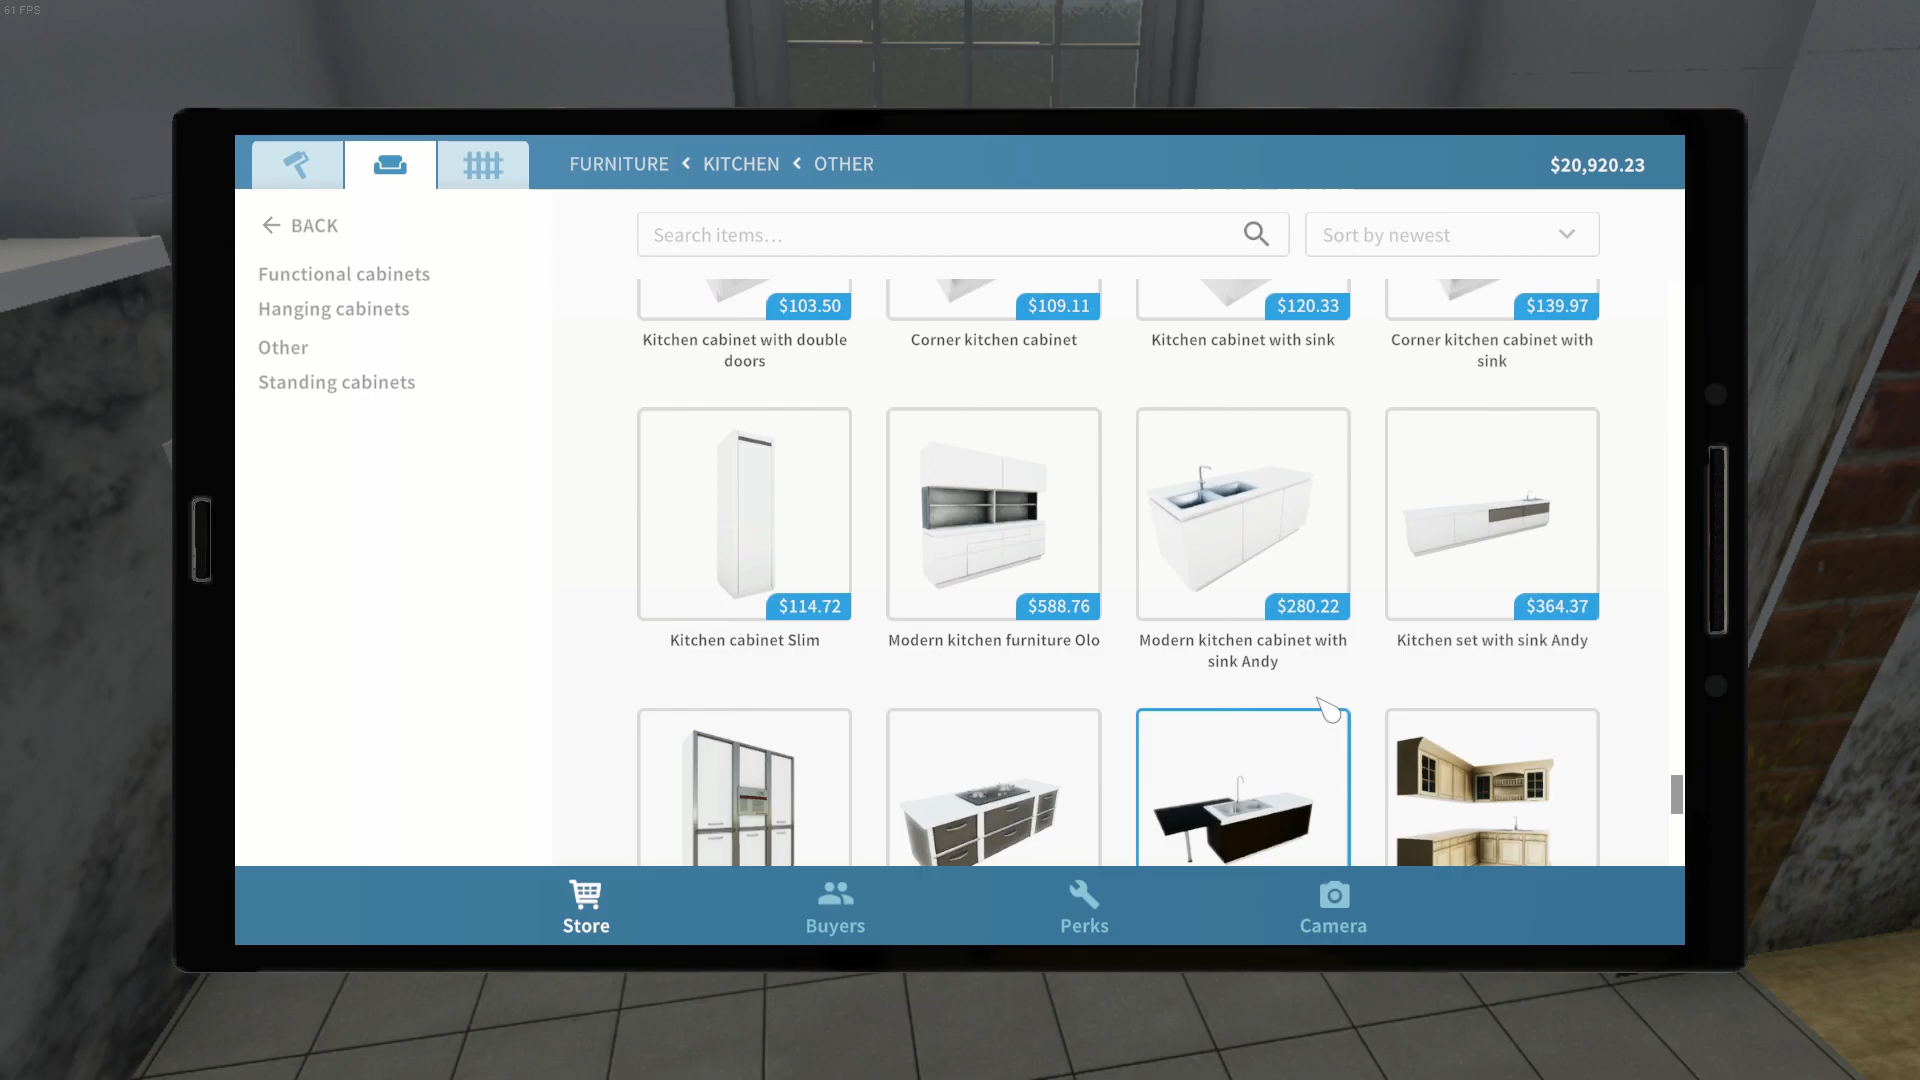 61 FPS
FURNITURE < KITCHEN < OTHER
$20,920.23
BACK
Search items...
Sort by newest
Functional cabinets
Hanging cabinets
Other
Standing cabinets
$103.50
$109.11
$120.33
$139.97
Kitchen cabinet with double
doors
Corner kitchen cabinet
Kitchen cabinet with sink
Corner kitchen cabinet with
sink
$114.72
$588.76
$280.22
$364.37
Kitchen cabinet Slim
Modern kitchen furniture Olo
Modern kitchen cabinet with
sink Andy
Kitchen set with sink Andy
Store
Buyers
Perks
Camera